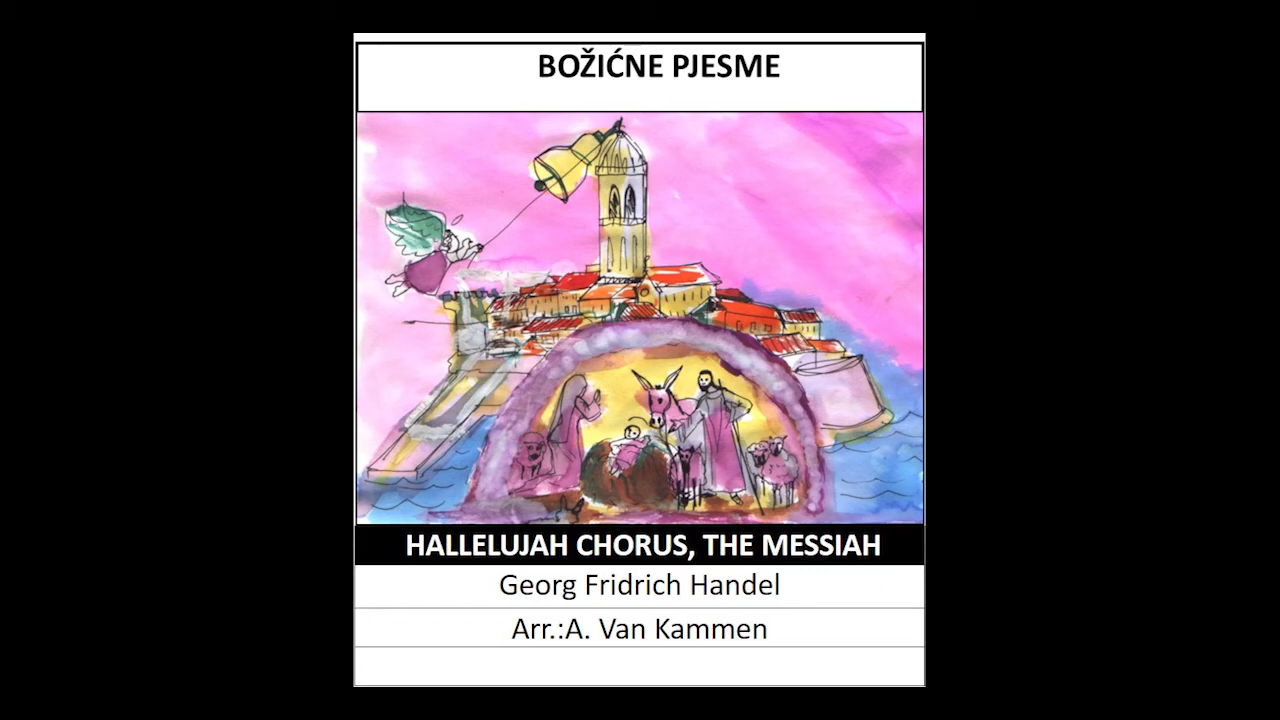 BOŽIĆNE PJESME
HALLELUJAH CHORUS, THE MESSIAH
Georg Fridrich Handel
Arr.:A. Van Kammen